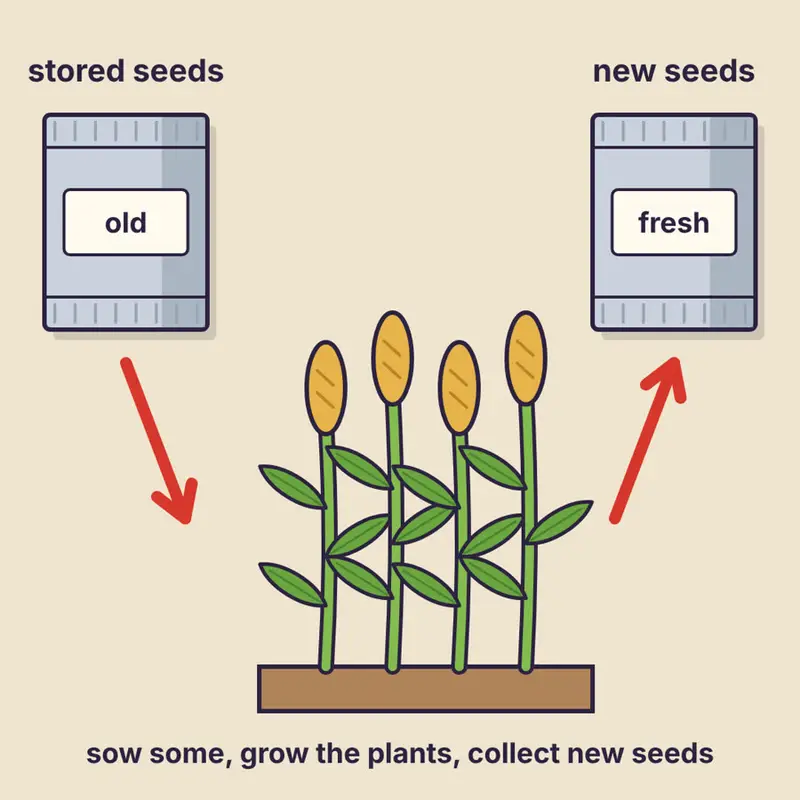 stored seeds
new seeds
old
fresh
sow some, grow the plants, collect new seeds